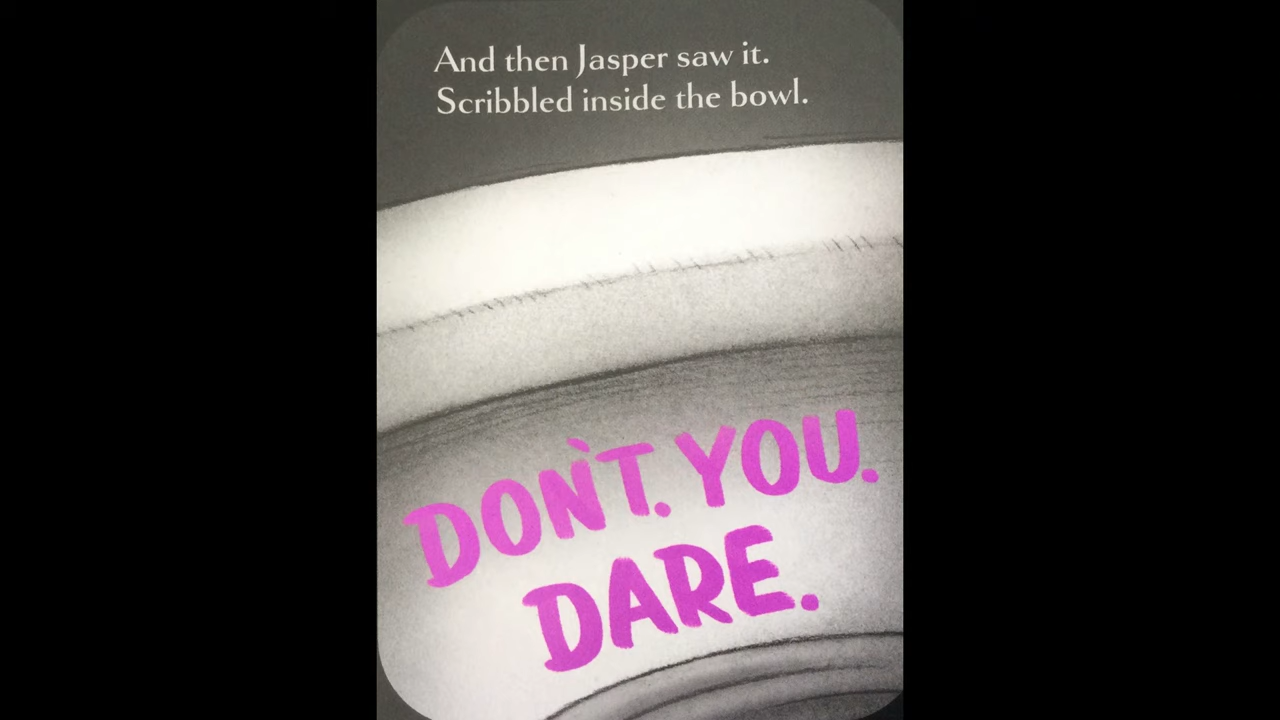 And then Jasper saw it.
Scribbled inside the bowl.
DON'T. YOU.
DARE.